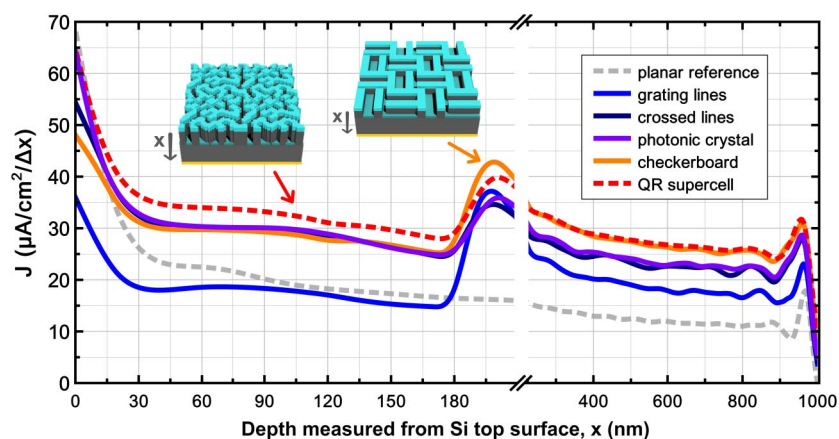 J (μA/cm²/Δx)
70
60
50
40
30
20
10
0
x
x
planar reference
grating lines
crossed lines
photonic crystal
checkerboard
QR supercell
0 30 60 90 120 150 180 400 600 800 1000
Depth measured from Si top surface, x (nm)